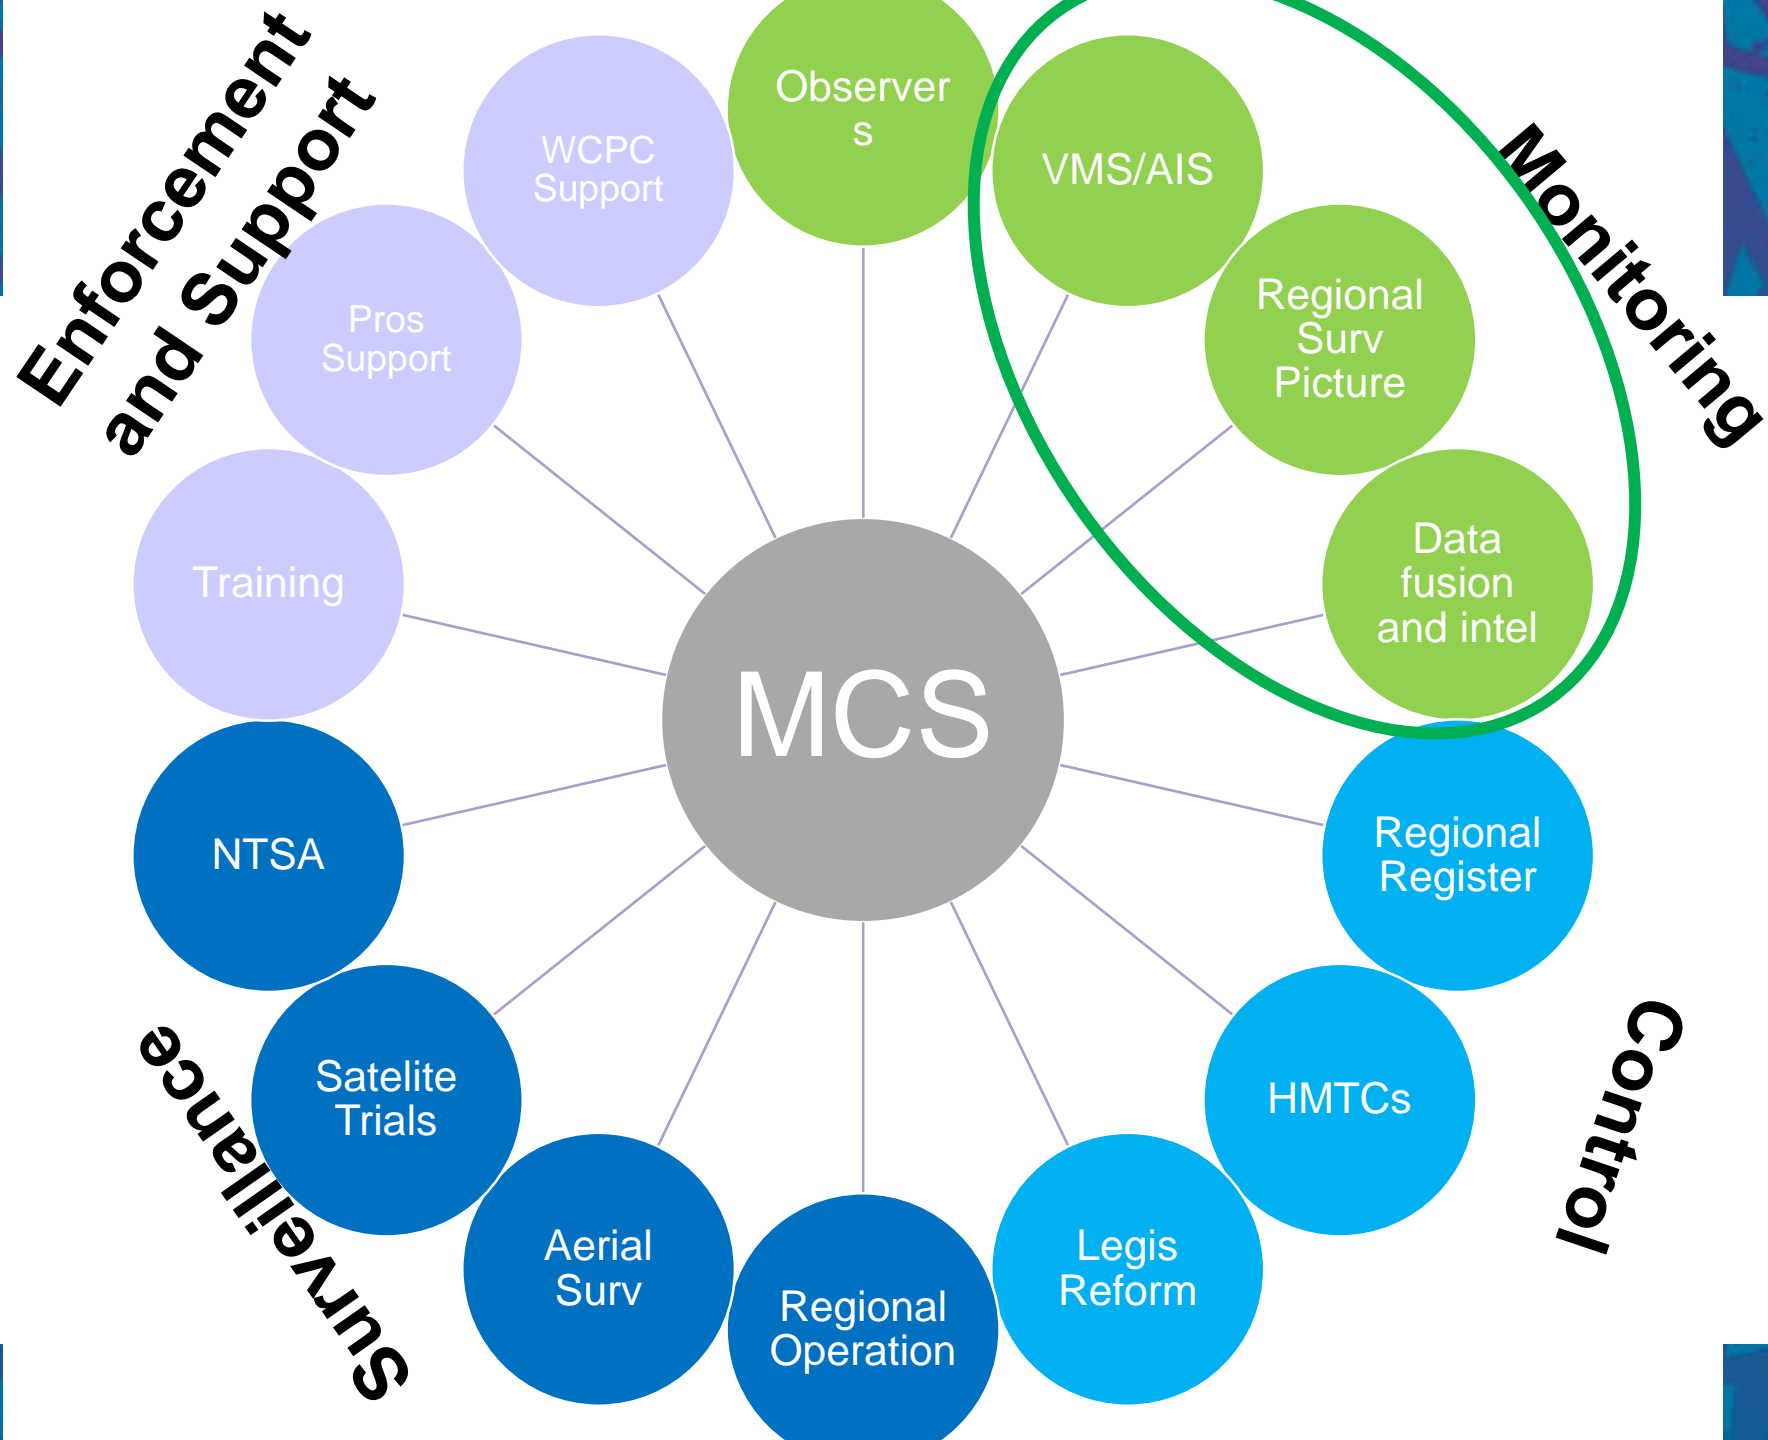 Enforcement
and Support
Monitoring
Control
Surveillance
MCS
Observer
s
VMS/AIS
Regional
Surv
Picture
Data
fusion
and intel
Regional
Register
HMTCs
Legis
Reform
Regional
Operation
Aerial
Surv
Satelite
Trials
NTSA
Training
Pros
Support
WCPC
Support